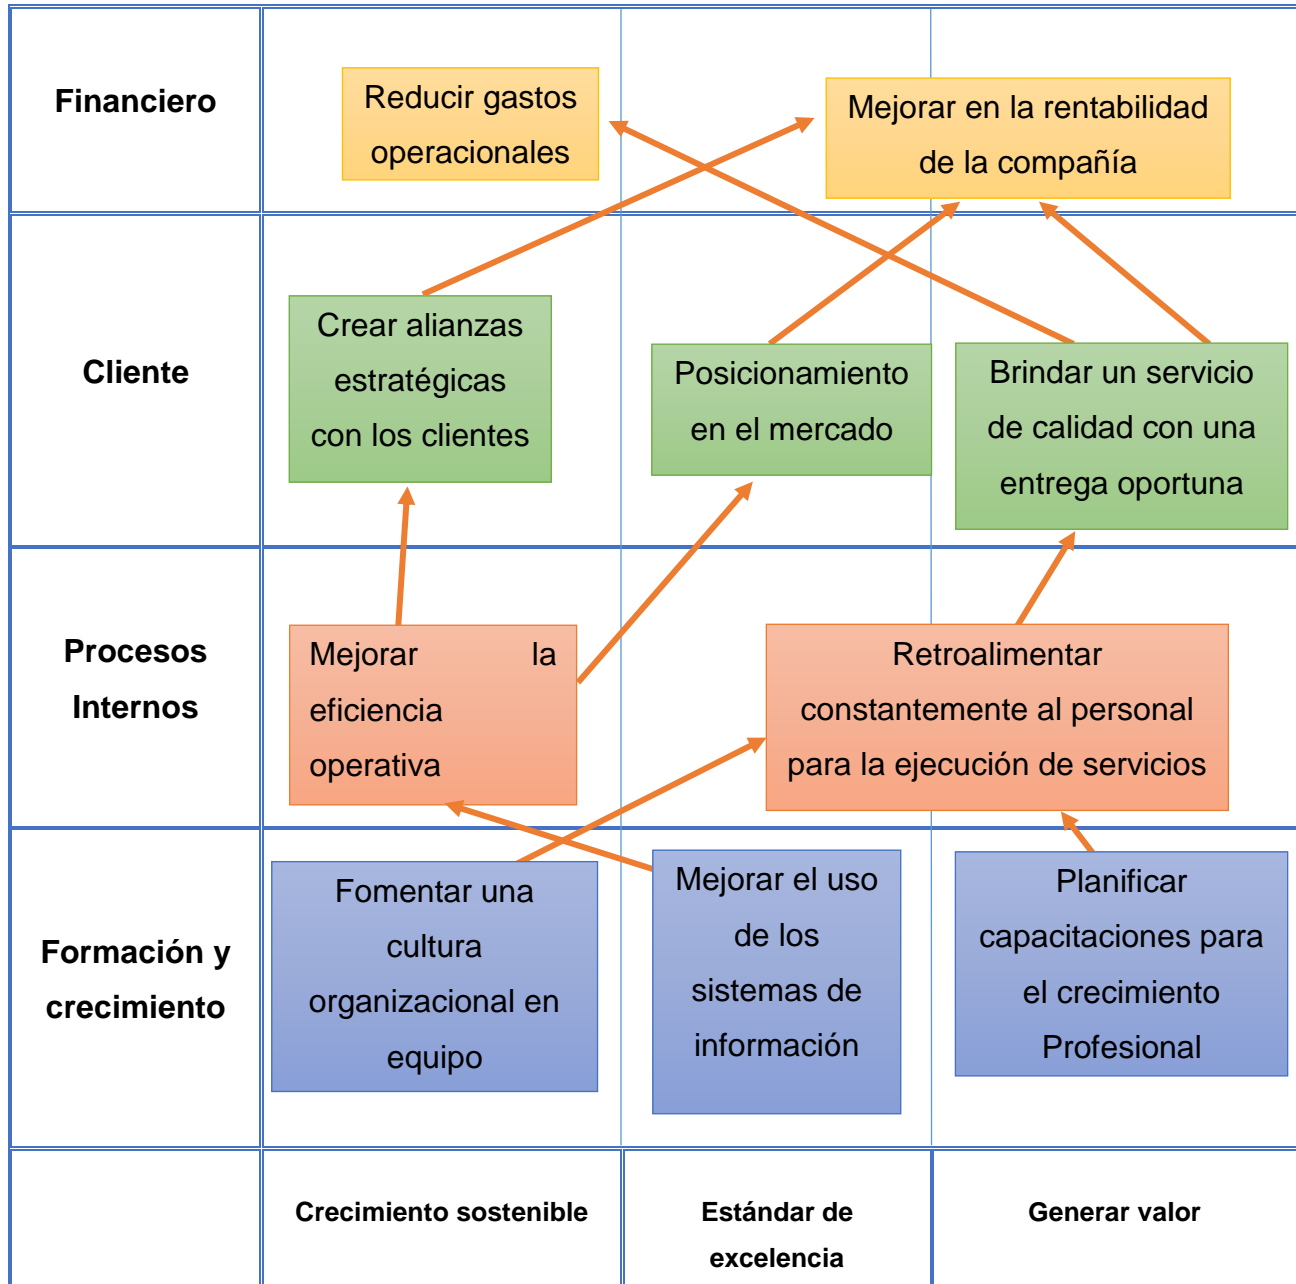 Financiero
Reducir gastos
operacionales
Mejorar en la rentabilidad
de la compañía
Cliente
Crear alianzas
estratégicas
con los clientes
Posicionamiento
en el mercado
Brindar un servicio
de calidad con una
entrega oportuna
Procesos
Internos
Mejorar la
eficiencia
operativa
Retroalimentar
constantemente al personal
para la ejecución de servicios
Formación y
crecimiento
Fomentar una
cultura
organizacional en
equipo
Mejorar el uso
de los
sistemas de
información
Planificar
capacitaciones para
el crecimiento
Profesional
Crecimiento sostenible
Estándar de
excelencia
Generar valor